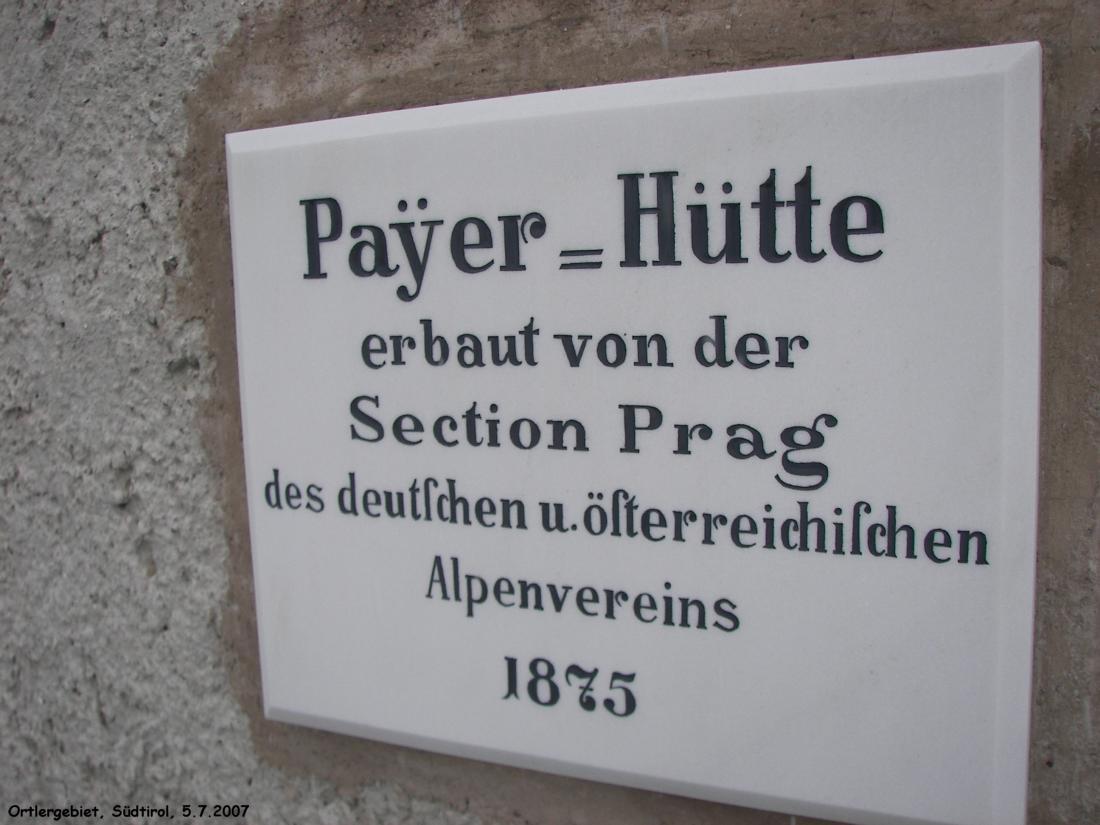 Paÿer = Hütte
erbaut von der
Section Prag
des deutſchen u. öſterreichiſchen
Alpenvereins
1875
Ortlergebiet, Südtirol, 5.7.2007